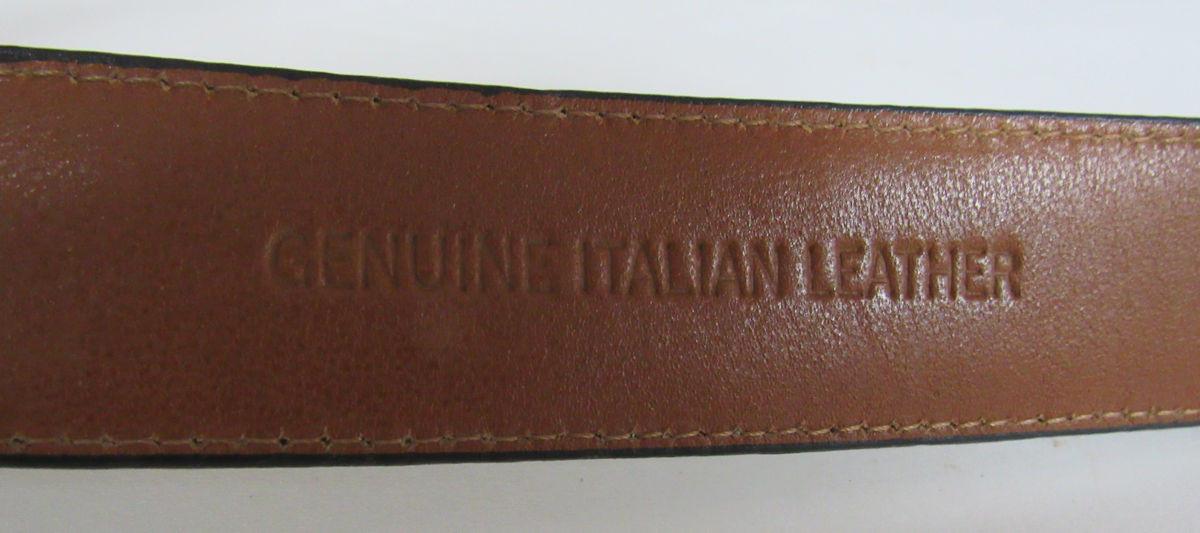 GENUINE ITALIAN LEATHER